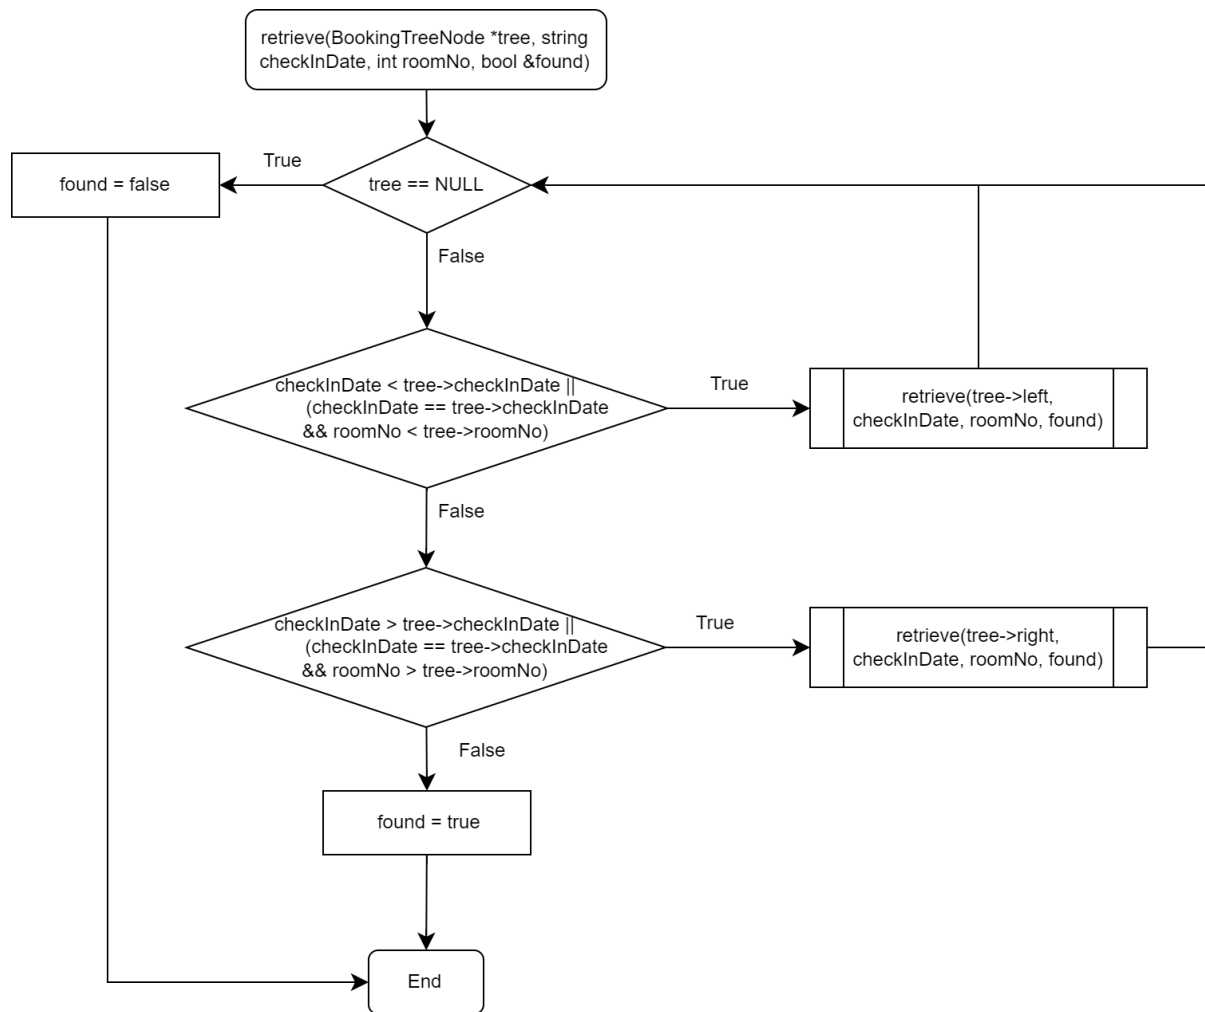 retrieve(BookingTreeNode *tree, string
checkInDate, int roomNo, bool &found)
True
found = false
tree == NULL
False
checkInDate < tree->checkInDate ||
(checkInDate == tree->checkInDate
&& roomNo < tree->roomNo)
True
retrieve(tree->left,
checkInDate, roomNo, found)
False
checkInDate > tree->checkInDate ||
(checkInDate == tree->checkInDate
&& roomNo > tree->roomNo)
True
retrieve(tree->right,
checkInDate, roomNo, found)
False
found = true
End